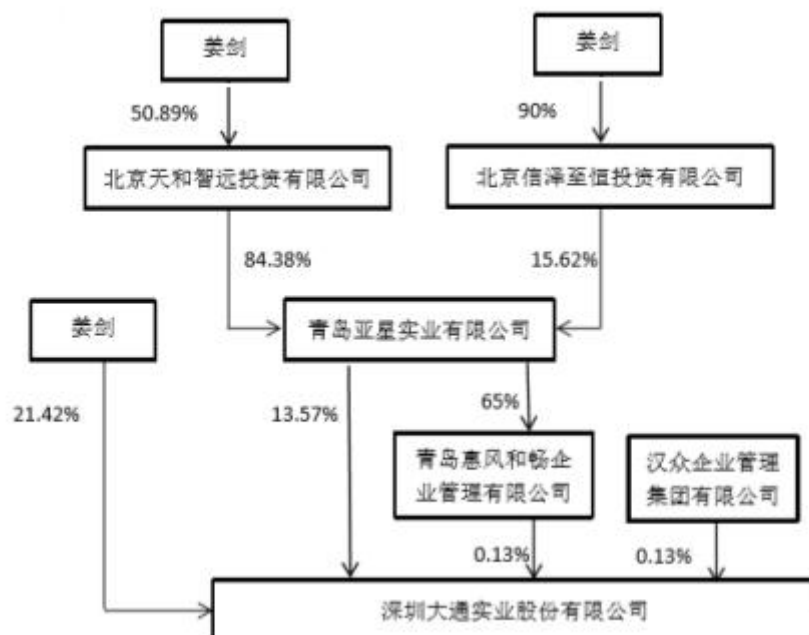 姜剑
姜剑
50.89%
90%
北京天和智远投资有限公司
北京信泽至恒投资有限公司
84.38%
15.62%
姜剑
青岛亚星实业有限公司
21.42%
13.57%
65%
青岛惠风和畅企
业管理有限公司
汉众企业管理
集团有限公司
0.13%
0.13%
深圳大通实业股份有限公司